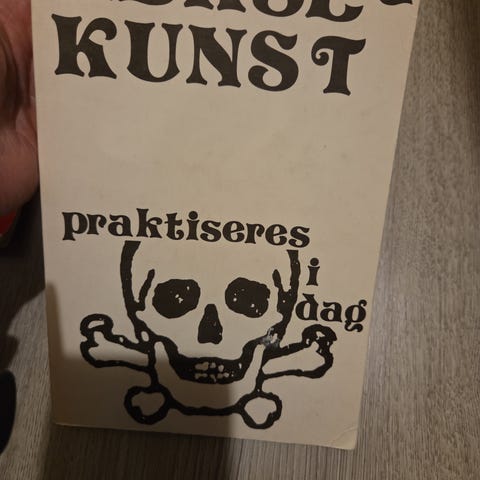 KUNST
praktiseres
i
dag